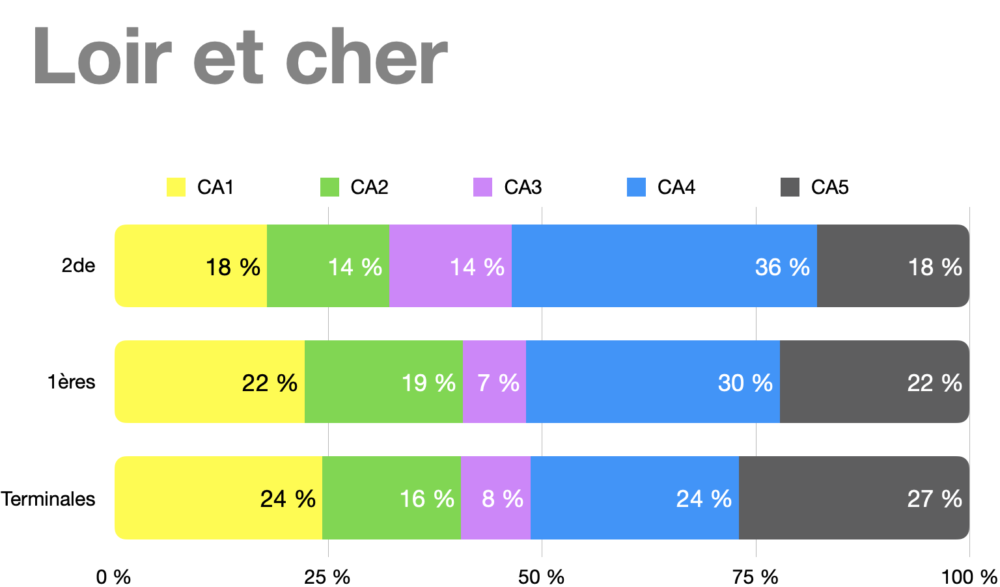 Loir et cher
CA1 CA2 CA3 CA4 CA5
2de 18 % 14 % 14 % 36 % 18 %
1ères 22 % 19 % 7 % 30 % 22 %
Terminales 24 % 16 % 8 % 24 % 27 %
0 % 25 % 50 % 75 % 100 %